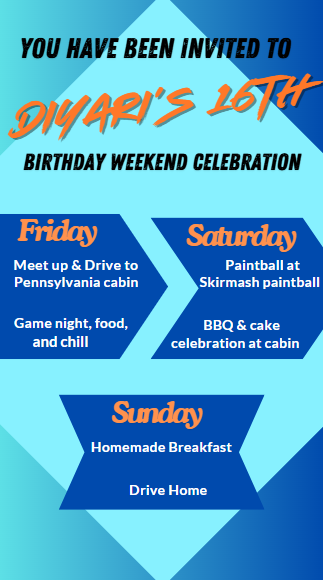 YOU HAVE BEEN INVITED TO
DIYARI'S 16TH
BIRTHDAY WEEKEND CELEBRATION
Friday
Meet up & Drive to
Pennsylvania cabin
Game night, food,
and chill
Saturday
Paintball at
Skirmash paintball
BBQ & cake
celebration at cabin
Sunday
Homemade Breakfast
Drive Home